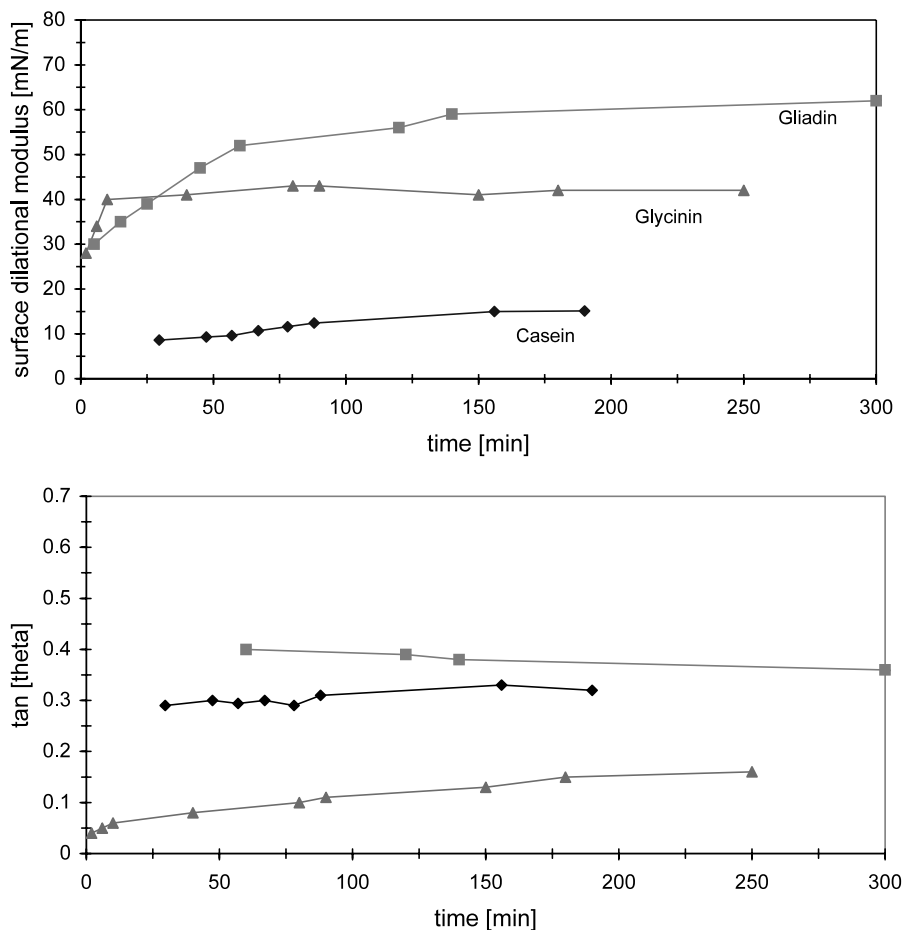 surface dilational modulus [mN/m]
80
70
60
50
40
30
20
10
0
Gliadin
Glycinin
Casein
0 50 100 150 200 250 300
time [min]
tan [theta]
0.7
0.6
0.5
0.4
0.3
0.2
0.1
0
0 50 100 150 200 250 300
time [min]